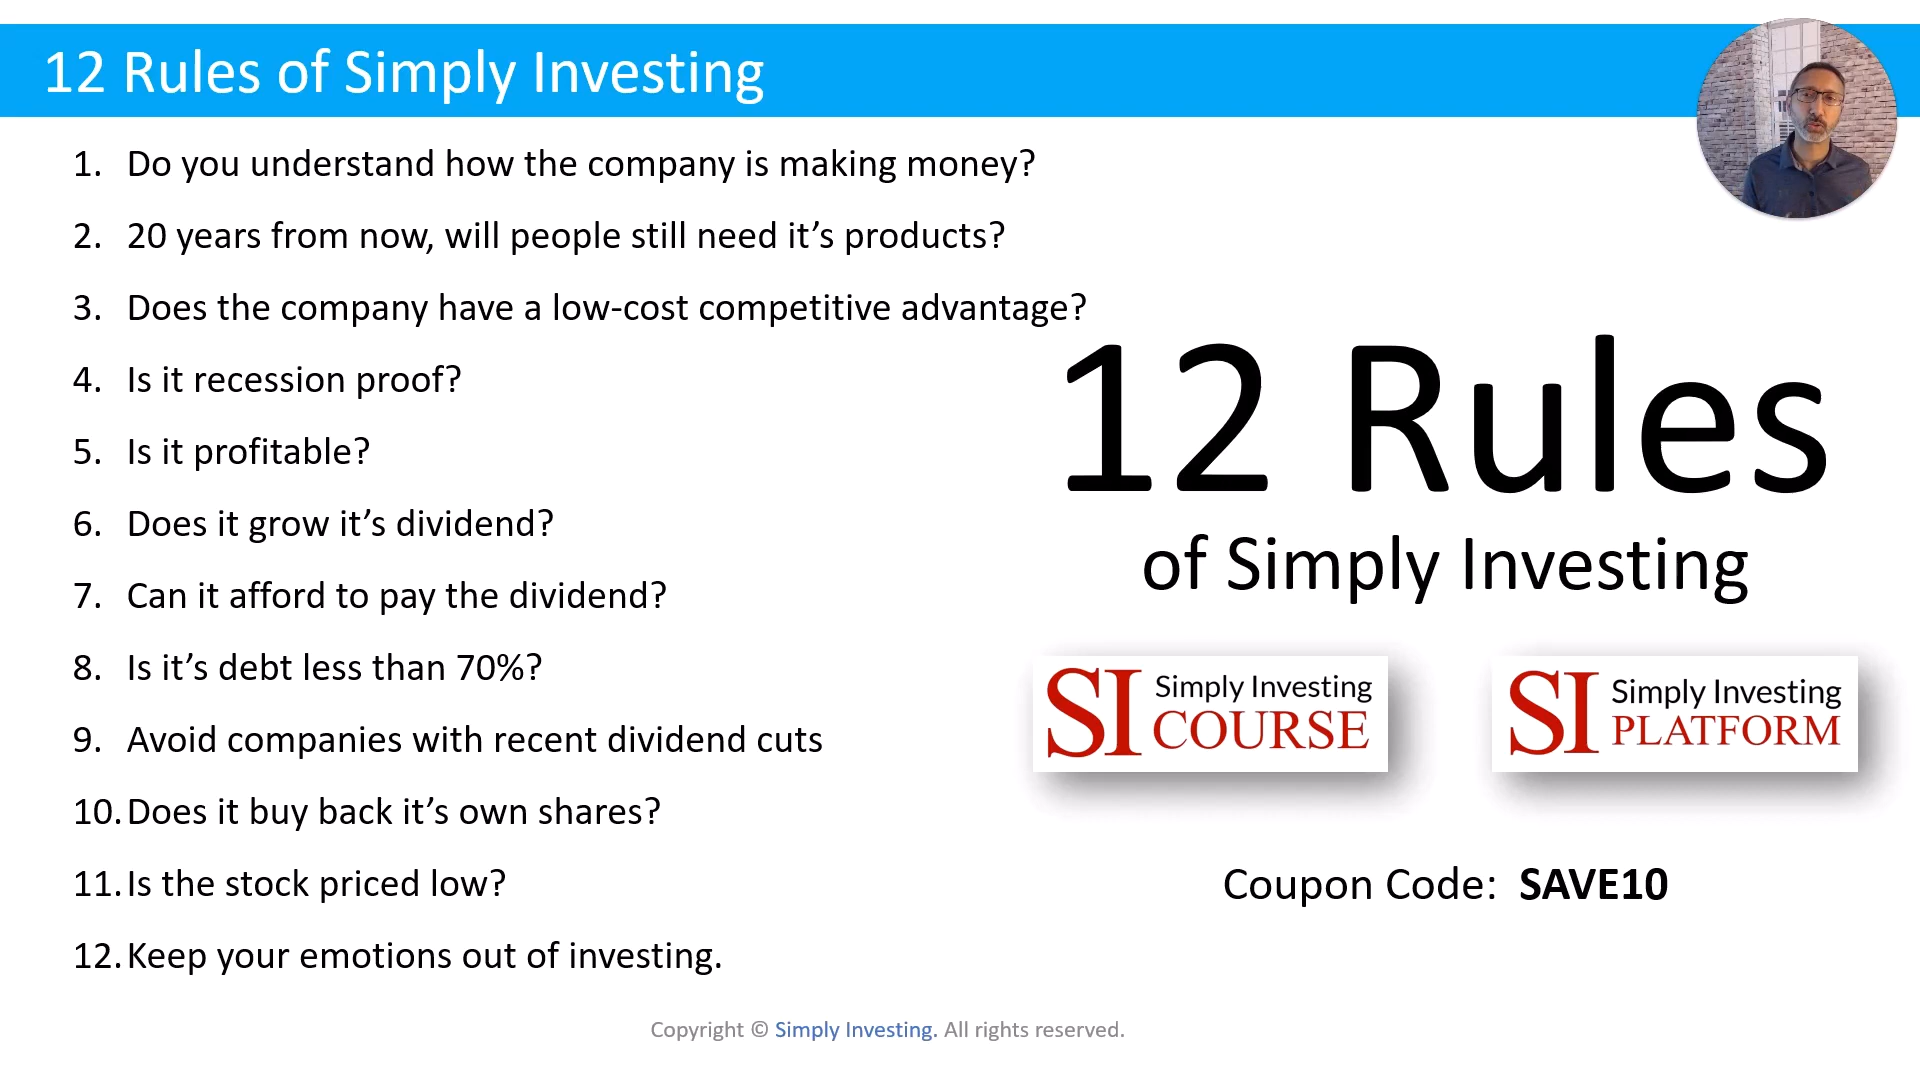 12 Rules of Simply Investing
1. Do you understand how the company is making money?
2. 20 years from now, will people still need it’s products?
3. Does the company have a low-cost competitive advantage?
4. Is it recession proof?
5. Is it profitable?
6. Does it grow it’s dividend?
7. Can it afford to pay the dividend?
8. Is it’s debt less than 70%?
9. Avoid companies with recent dividend cuts
10. Does it buy back it’s own shares?
11. Is the stock priced low?
12. Keep your emotions out of investing.
12 Rules
of Simply Investing
SI Simply Investing
COURSE
SI Simply Investing
PLATFORM
Coupon Code: SAVE10
Copyright © Simply Investing. All rights reserved.